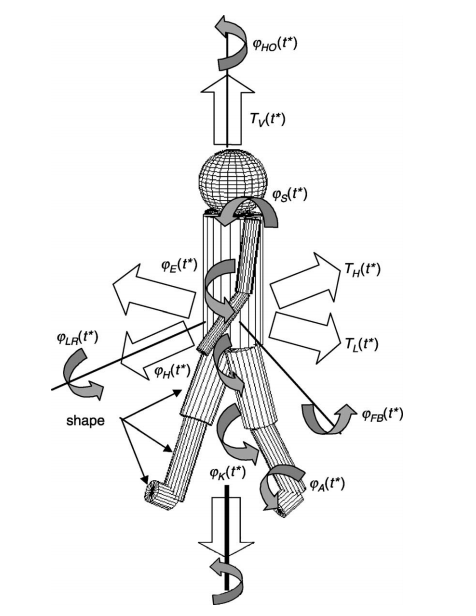 φHO(t*)
TV(t*)
φS(t*)
φE(t*)
TH(t*)
φLR(t*)
TL(t*)
φH(t*)
shape
φFB(t*)
φK(t*)
φA(t*)